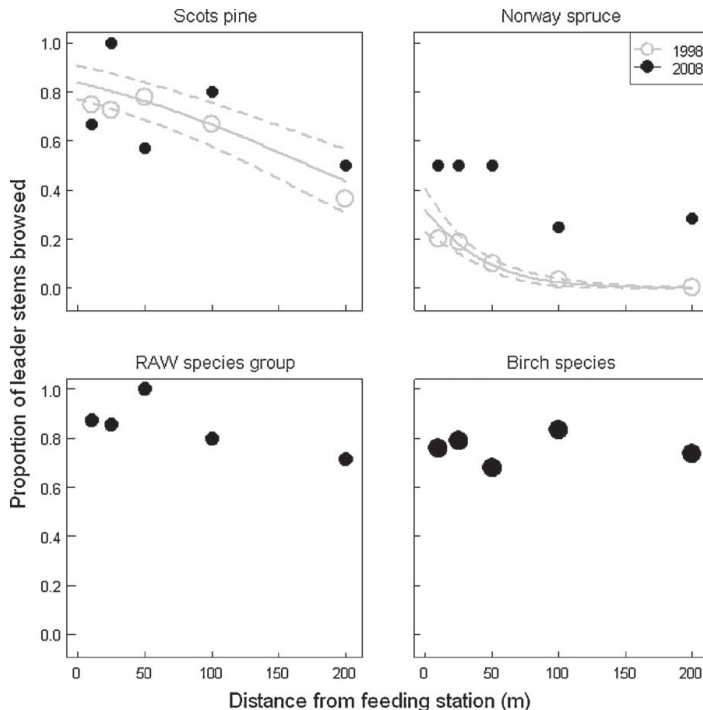 Scots pine
Norway spruce
1998
2008
1.0
0.8
0.6
0.4
0.2
0.0
RAW species group
Birch species
1.0
0.8
0.6
0.4
0.2
0.0
0 50 100 150 200
0 50 100 150 200
Proportion of leader stems browsed
Distance from feeding station (m)